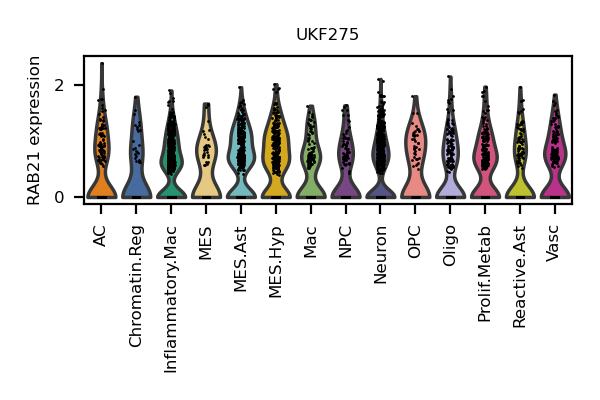 UKF275
RAB21 expression
2
0
AC
Chromatin.Reg
Inflammatory.Mac
MES
MES.Ast
MES.Hyp
Mac
NPC
Neuron
OPC
Oligo
Prolif.Metab
Reactive.Ast
Vasc